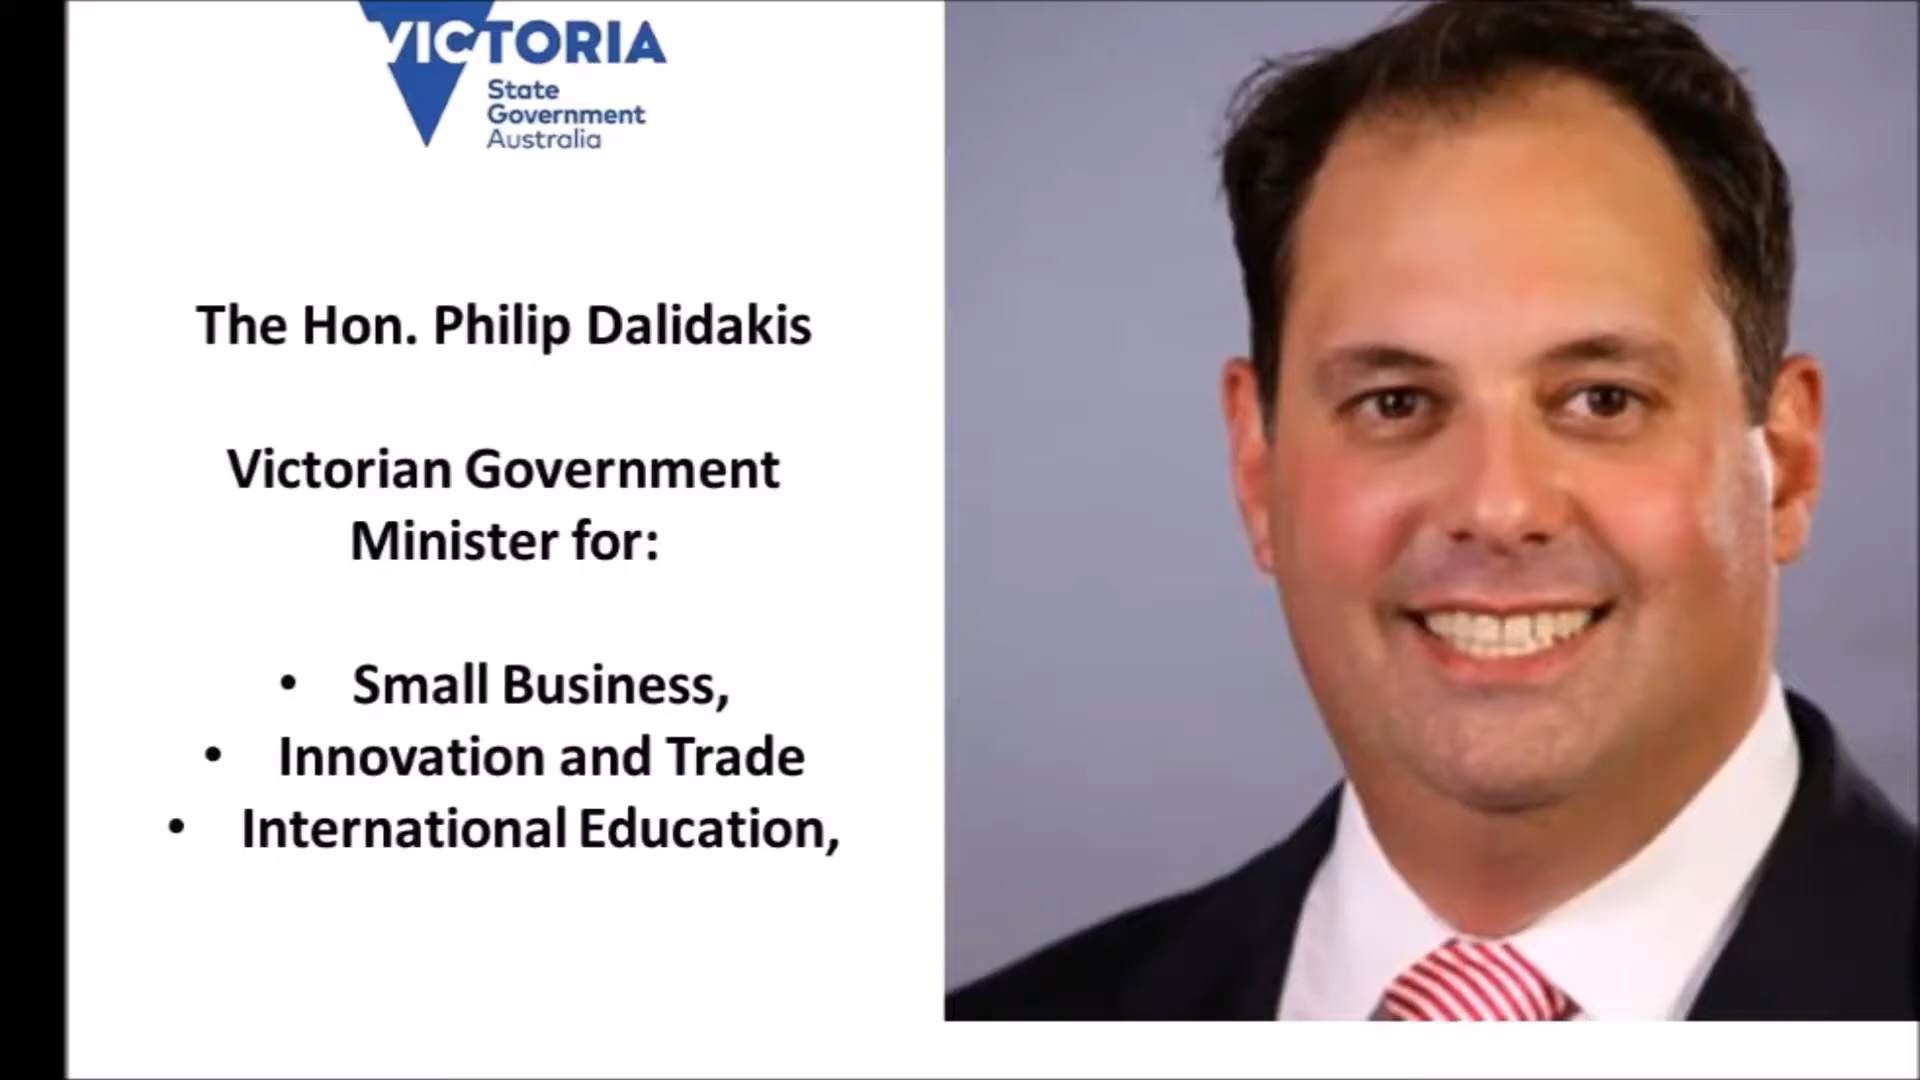 VICTORIA
State
Government
Australia
The Hon. Philip Dalidakis
Victorian Government
Minister for:
• Small Business,
• Innovation and Trade
• International Education,